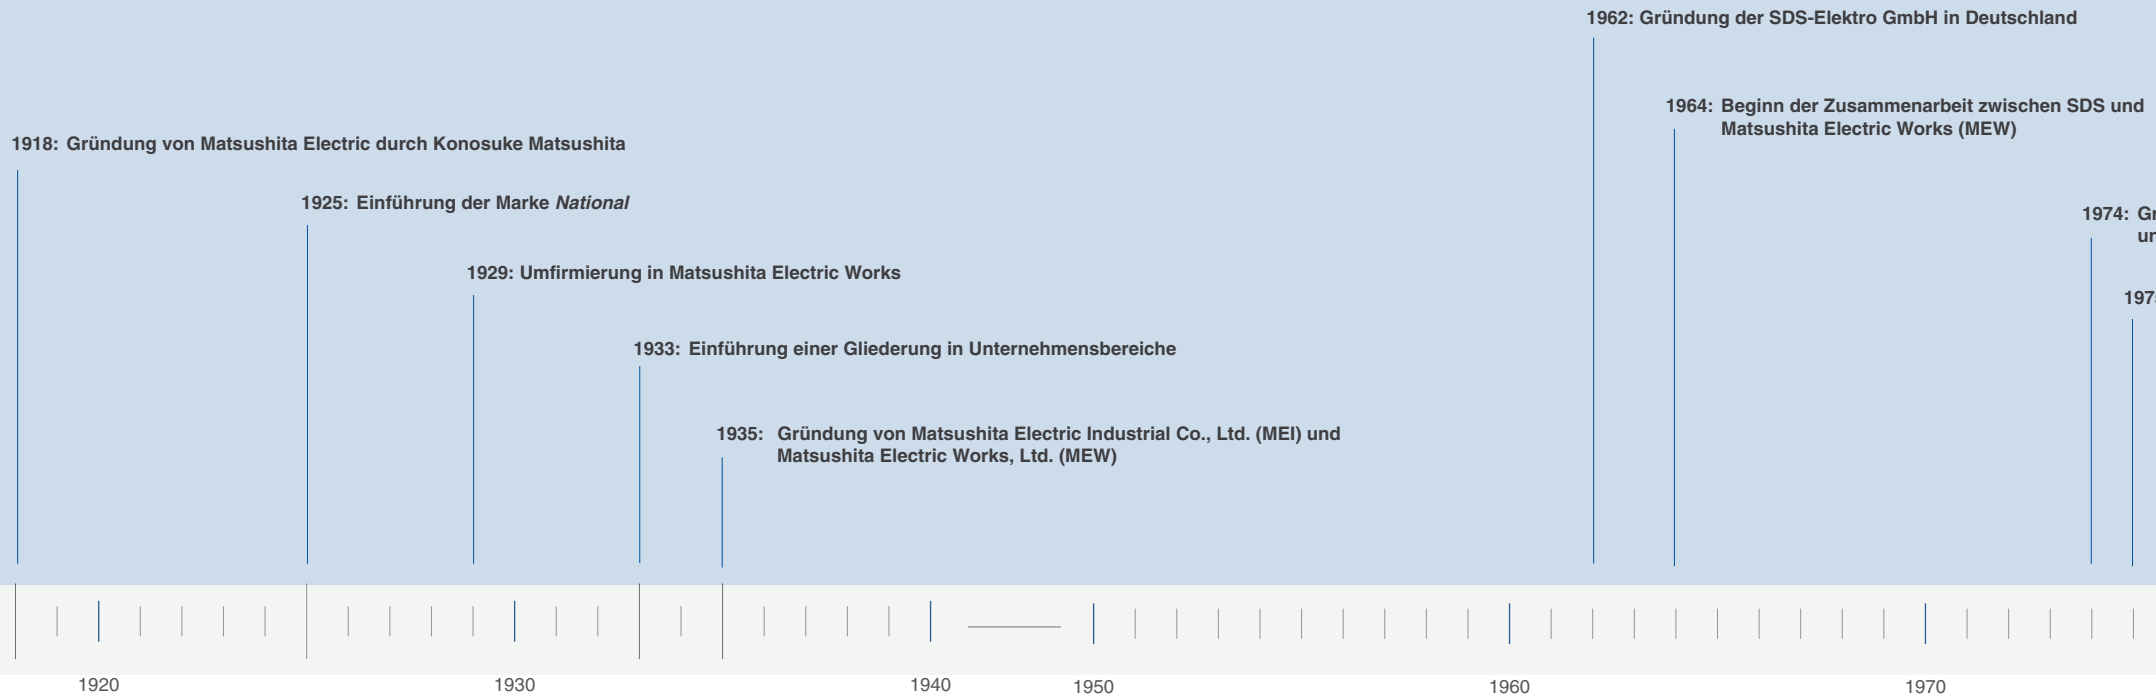 1962: Gründung der SDS-Elektro GmbH in Deutschland
1964: Beginn der Zusammenarbeit zwischen SDS und
Matsushita Electric Works (MEW)
1918: Gründung von Matsushita Electric durch Konosuke Matsushita
1925: Einführung der Marke National
1974:
1929: Umfirmierung in Matsushita Electric Works
1933: Einführung einer Gliederung in Unternehmensbereiche
1935: Gründung von Matsushita Electric Industrial Co., Ltd. (MEI) und
Matsushita Electric Works, Ltd. (MEW)
1920 1930 1940 1950 1960 1970